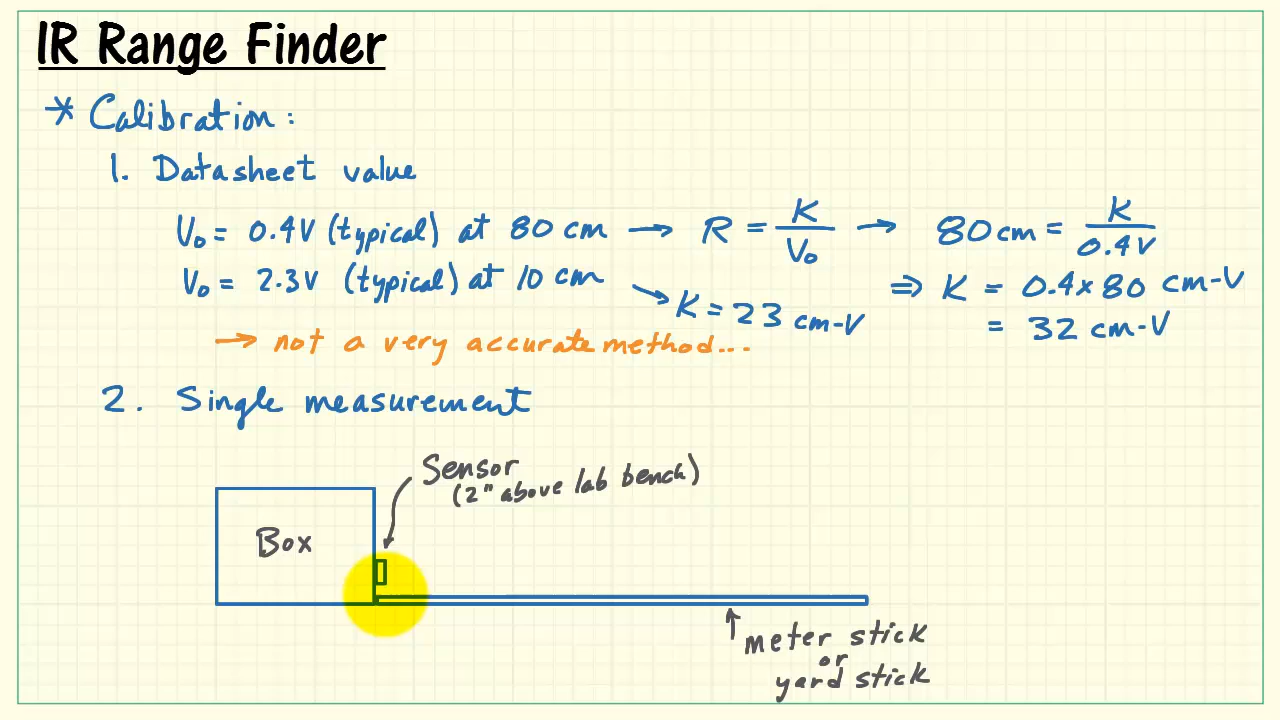 IR Range Finder
* Calibration:
1. Datasheet value
V₀ = 0.4V (typical) at 80 cm → R = K/V₀ → 80cm = K/0.4V
V₀ = 2.3V (typical) at 10 cm → K = 23 cm-V
⇒ K = 0.4×80 cm-V
= 32 cm-V
→ not a very accurate method...
2. Single measurement
Sensor
(2" above lab bench)
Box
meter stick
or
yard stick